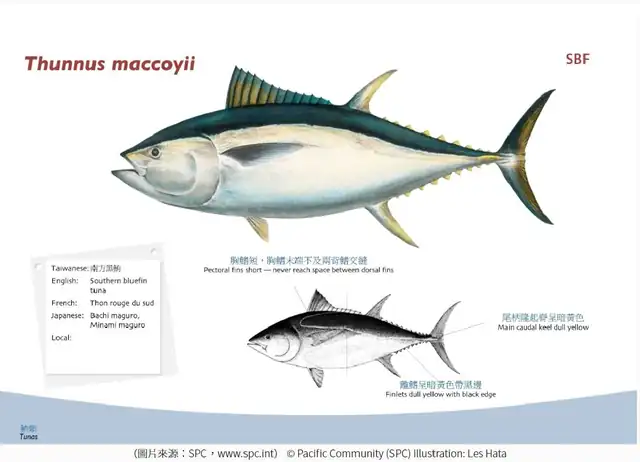 Thunnus maccoyii
SBF
胸鰭短，胸鰭末端不及兩背鰭交縫
Pectoral fins short — never reach space between dorsal fins
Taiwanese: 南方黑鮪
English: Southern bluefin
tuna
French: Thon rouge du sud
Japanese: Bachi maguro,
Minami maguro
Local:
尾柄隆起脊呈暗黃色
Main caudal keel dull yellow
離鰭呈暗黃色帶黑邊
Finlets dull yellow with black edge
Tunas
（圖片來源：SPC，www.spc.int） © Pacific Community (SPC) Illustration: Les Hata